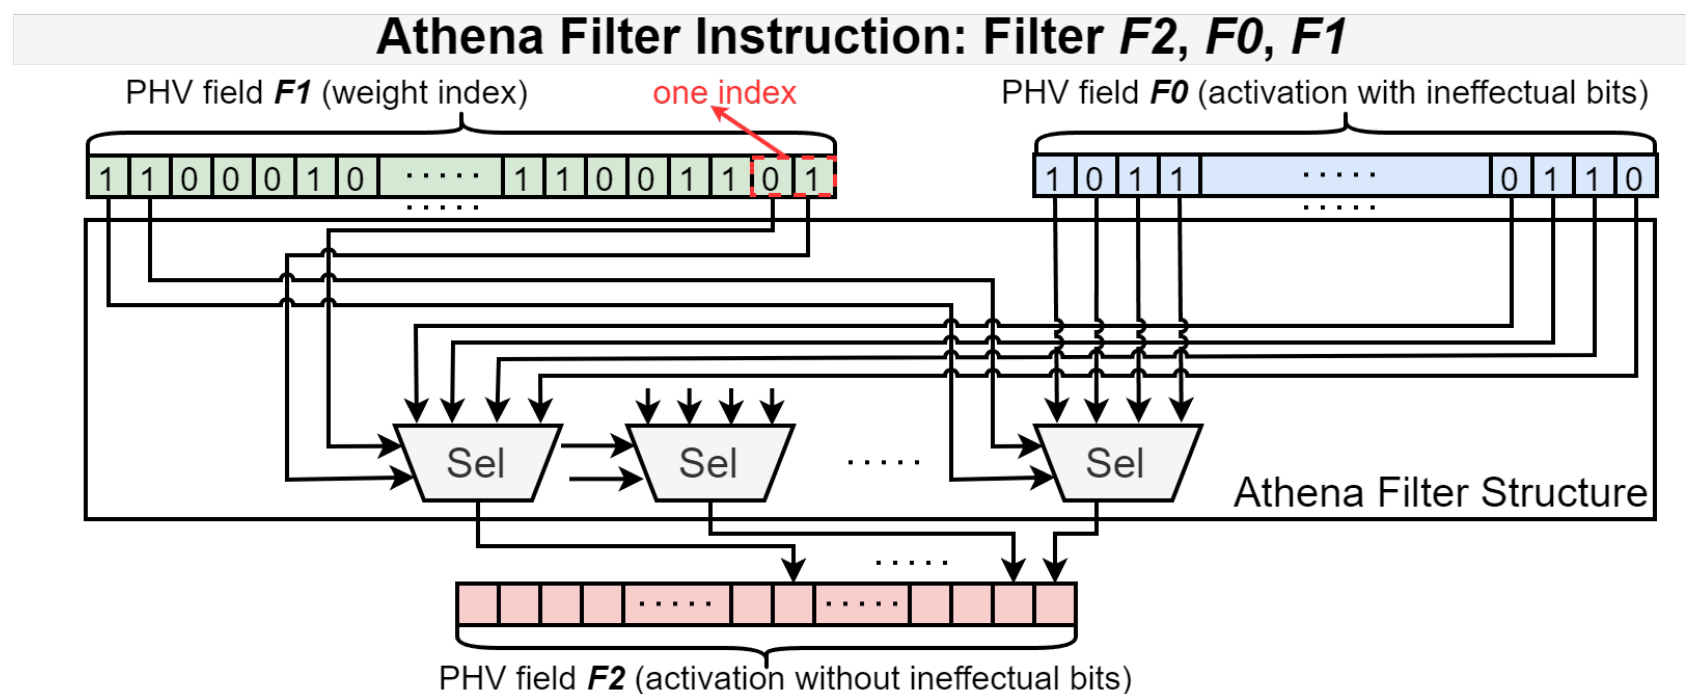 Athena Filter Instruction: Filter F2, F0, F1
PHV field F1 (weight index)
one index
PHV field F0 (activation with ineffectual bits)
1 1 0 0 0 1 0 ..... 1 1 0 0 1 1 0 1
1 0 1 1 ..... 0 1 1 0
.....
.....
Sel
Sel
.....
Sel
Athena Filter Structure
.....
..... .....
PHV field F2 (activation without ineffectual bits)